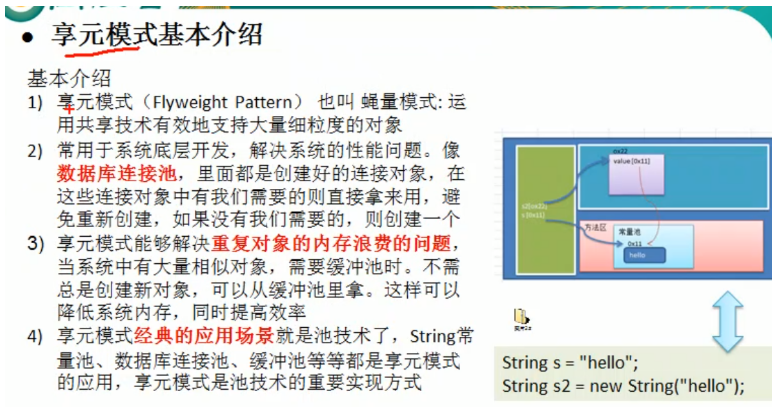 享元模式基本介绍
基本介绍
1) 享元模式（Flyweight Pattern） 也叫 蝇量模式: 运
用共享技术有效地支持大量细粒度的对象
2) 常用于系统底层开发，解决系统的性能问题。像
数据库连接池，里面都是创建好的连接对象，在
这些连接对象中有我们需要的则直接拿来用，避
免重新创建，如果没有我们需要的，则创建一个
3) 享元模式能够解决重复对象的内存浪费的问题，
当系统中有大量相似对象，需要缓冲池时。不需
总是创建新对象，可以从缓冲池里拿。这样可以
降低系统内存，同时提高效率
4) 享元模式经典的应用场景就是池技术了，String常
量池、数据库连接池、缓冲池等等都是享元模式
的应用，享元模式是池技术的重要实现方式
0x22
value[0x11]
s2[0x22]
s[0x11]
方法区
常量池
0x11
hello
String s = "hello";
String s2 = new String("hello");